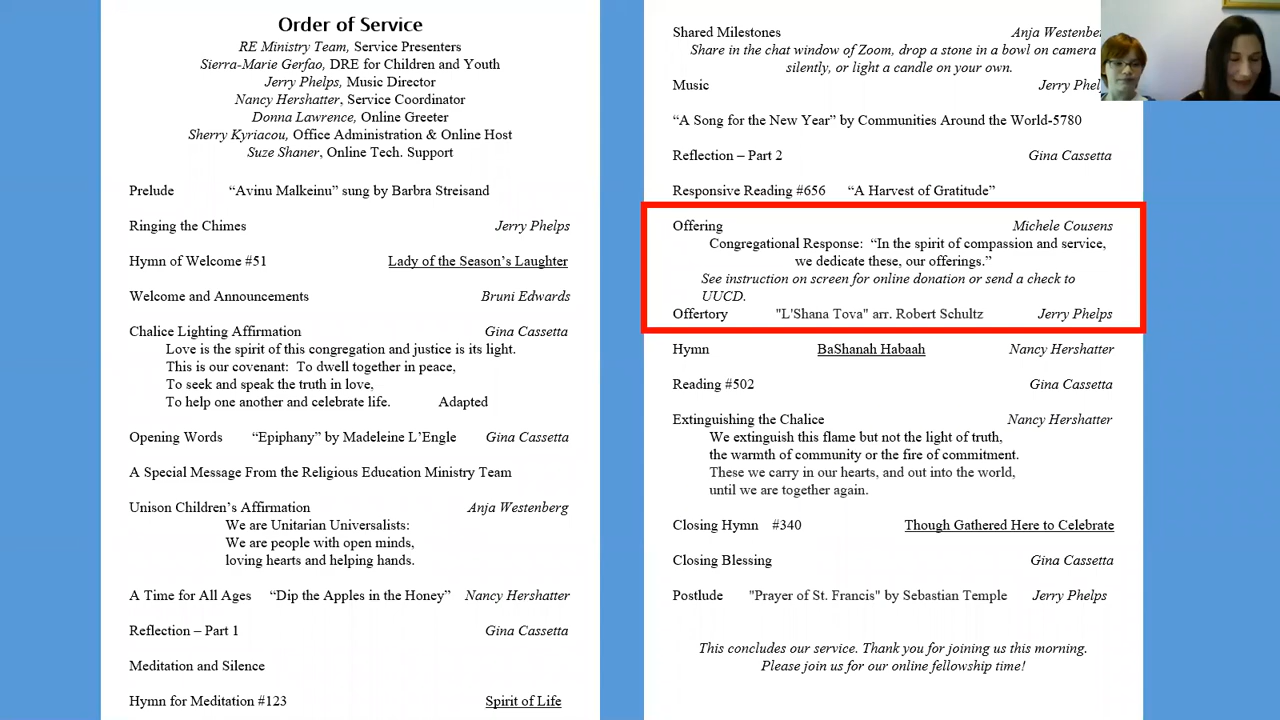 Order of Service
RE Ministry Team, Service Presenters
Sierra-Marie Gerfao, DRE for Children and Youth
Jerry Phelps, Music Director
Nancy Hershatter, Service Coordinator
Donna Lawrence, Online Greeter
Sherry Kyriacou, Office Administration & Online Host
Suze Shaner, Online Tech. Support
Prelude “Avinu Malkeinu” sung by Barbra Streisand
Ringing the Chimes Jerry Phelps
Hymn of Welcome #51 Lady of the Season’s Laughter
Welcome and Announcements Bruni Edwards
Chalice Lighting Affirmation Gina Cassetta
Love is the spirit of this congregation and justice is its light.
This is our covenant: To dwell together in peace,
To seek and speak the truth in love,
To help one another and celebrate life. Adapted
Opening Words “Epiphany” by Madeleine L’Engle Gina Cassetta
A Special Message From the Religious Education Ministry Team
Unison Children’s Affirmation Anja Westenberg
We are Unitarian Universalists:
We are people with open minds,
loving hearts and helping hands.
A Time for All Ages “Dip the Apples in the Honey” Nancy Hershatter
Reflection – Part 1 Gina Cassetta
Meditation and Silence
Hymn for Meditation #123 Spirit of Life
Shared Milestones Anja
Share in the chat window of Zoom, drop a stone in a bowl on camera
silently, or light a candle on your own.
Music Jerry
“A Song for the New Year” by Communities Around the World-5780
Reflection – Part 2 Gina Cassetta
Responsive Reading #656 “A Harvest of Gratitude”
Offering Michele Cousens
Congregational Response: “In the spirit of compassion and service,
we dedicate these, our offerings.”
See instruction on screen for online donation or send a check to
UUCD.
Offertory "L'Shana Tova" arr. Robert Schultz Jerry Phelps
Hymn BaShanah Habaah Nancy Hershatter
Reading #502 Gina Cassetta
Extinguishing the Chalice Nancy Hershatter
We extinguish this flame but not the light of truth,
the warmth of community or the fire of commitment.
These we carry in our hearts, and out into the world,
until we are together again.
Closing Hymn #340 Though Gathered Here to Celebrate
Closing Blessing Gina Cassetta
Postlude "Prayer of St. Francis" by Sebastian Temple Jerry Phelps
This concludes our service. Thank you for joining us this morning.
Please join us for our online fellowship time!